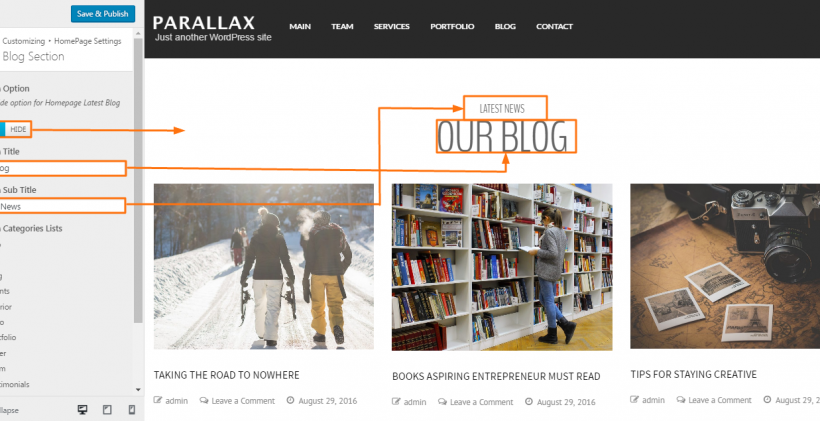 Save & Publish
Customizing • HomePage Settings
Blog Section
Option
de option for Homepage Latest Blog
HIDE
Title
og
Sub Title
News
Categories Lists
g
nts
rior
o
tfolio
er
m
timonials
llapse
PARALLAX
Just another WordPress site
MAIN TEAM SERVICES PORTFOLIO BLOG CONTACT
LATEST NEWS
OUR BLOG
TAKING THE ROAD TO NOWHERE
admin Leave a Comment August 29, 2016
BOOKS ASPIRING ENTREPRENEUR MUST READ
admin Leave a Comment August 29, 2016
TIPS FOR STAYING CREATIVE
admin Leave a Comment August 29, 2016